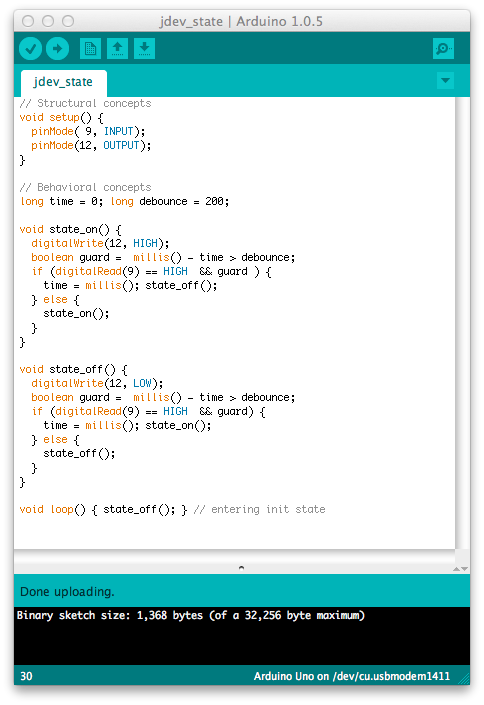 jdev_state | Arduino 1.0.5
jdev_state
// Structural concepts
void setup() {
  pinMode( 9, INPUT);
  pinMode(12, OUTPUT);
}

// Behavioral concepts
long time = 0; long debounce = 200;

void state_on() {
  digitalWrite(12, HIGH);
  boolean guard =  millis() - time > debounce;
  if (digitalRead(9) == HIGH  && guard ) {
    time = millis(); state_off();
  } else {
    state_on();
  }
}

void state_off() {
  digitalWrite(12, LOW);
  boolean guard =  millis() - time > debounce;
  if (digitalRead(9) == HIGH  && guard) {
    time = millis(); state_on();
  } else {
    state_off();
  }
}

void loop() { state_off(); } // entering init state
Done uploading.
Binary sketch size: 1,368 bytes (of a 32,256 byte maximum)
30 Arduino Uno on /dev/cu.usbmodem1411